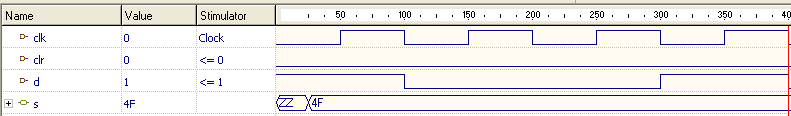 Name Value Stimulator 50 100 150 200 250 300 350 40
clk 0 Clock
clr 0 <= 0
d 1 <= 1
s 4F ZZ 4F